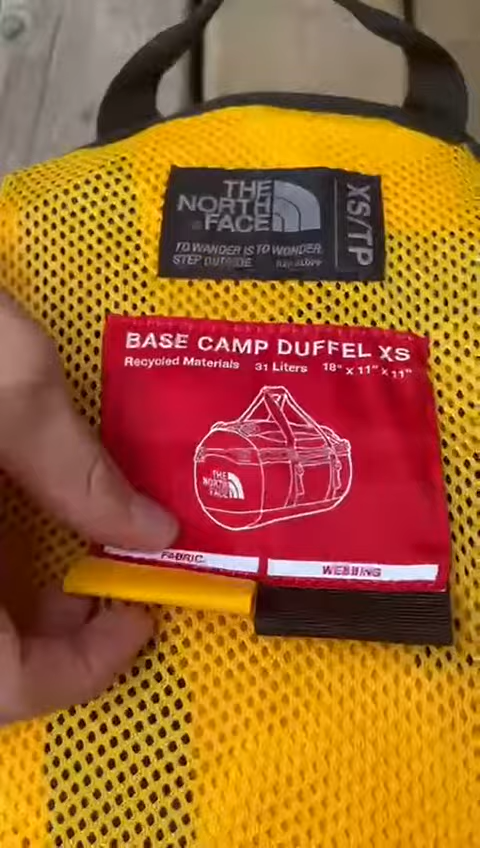 THE
NORTH
FACE
XS/TP
TO WANDER IS TO WONDER
STEP OUTSIDE
BASE CAMP DUFFEL XS
Recycled Materials 31 Liters 18" x 11" x 11"
THE
NORTH
FACE
FABRIC
WEBBING